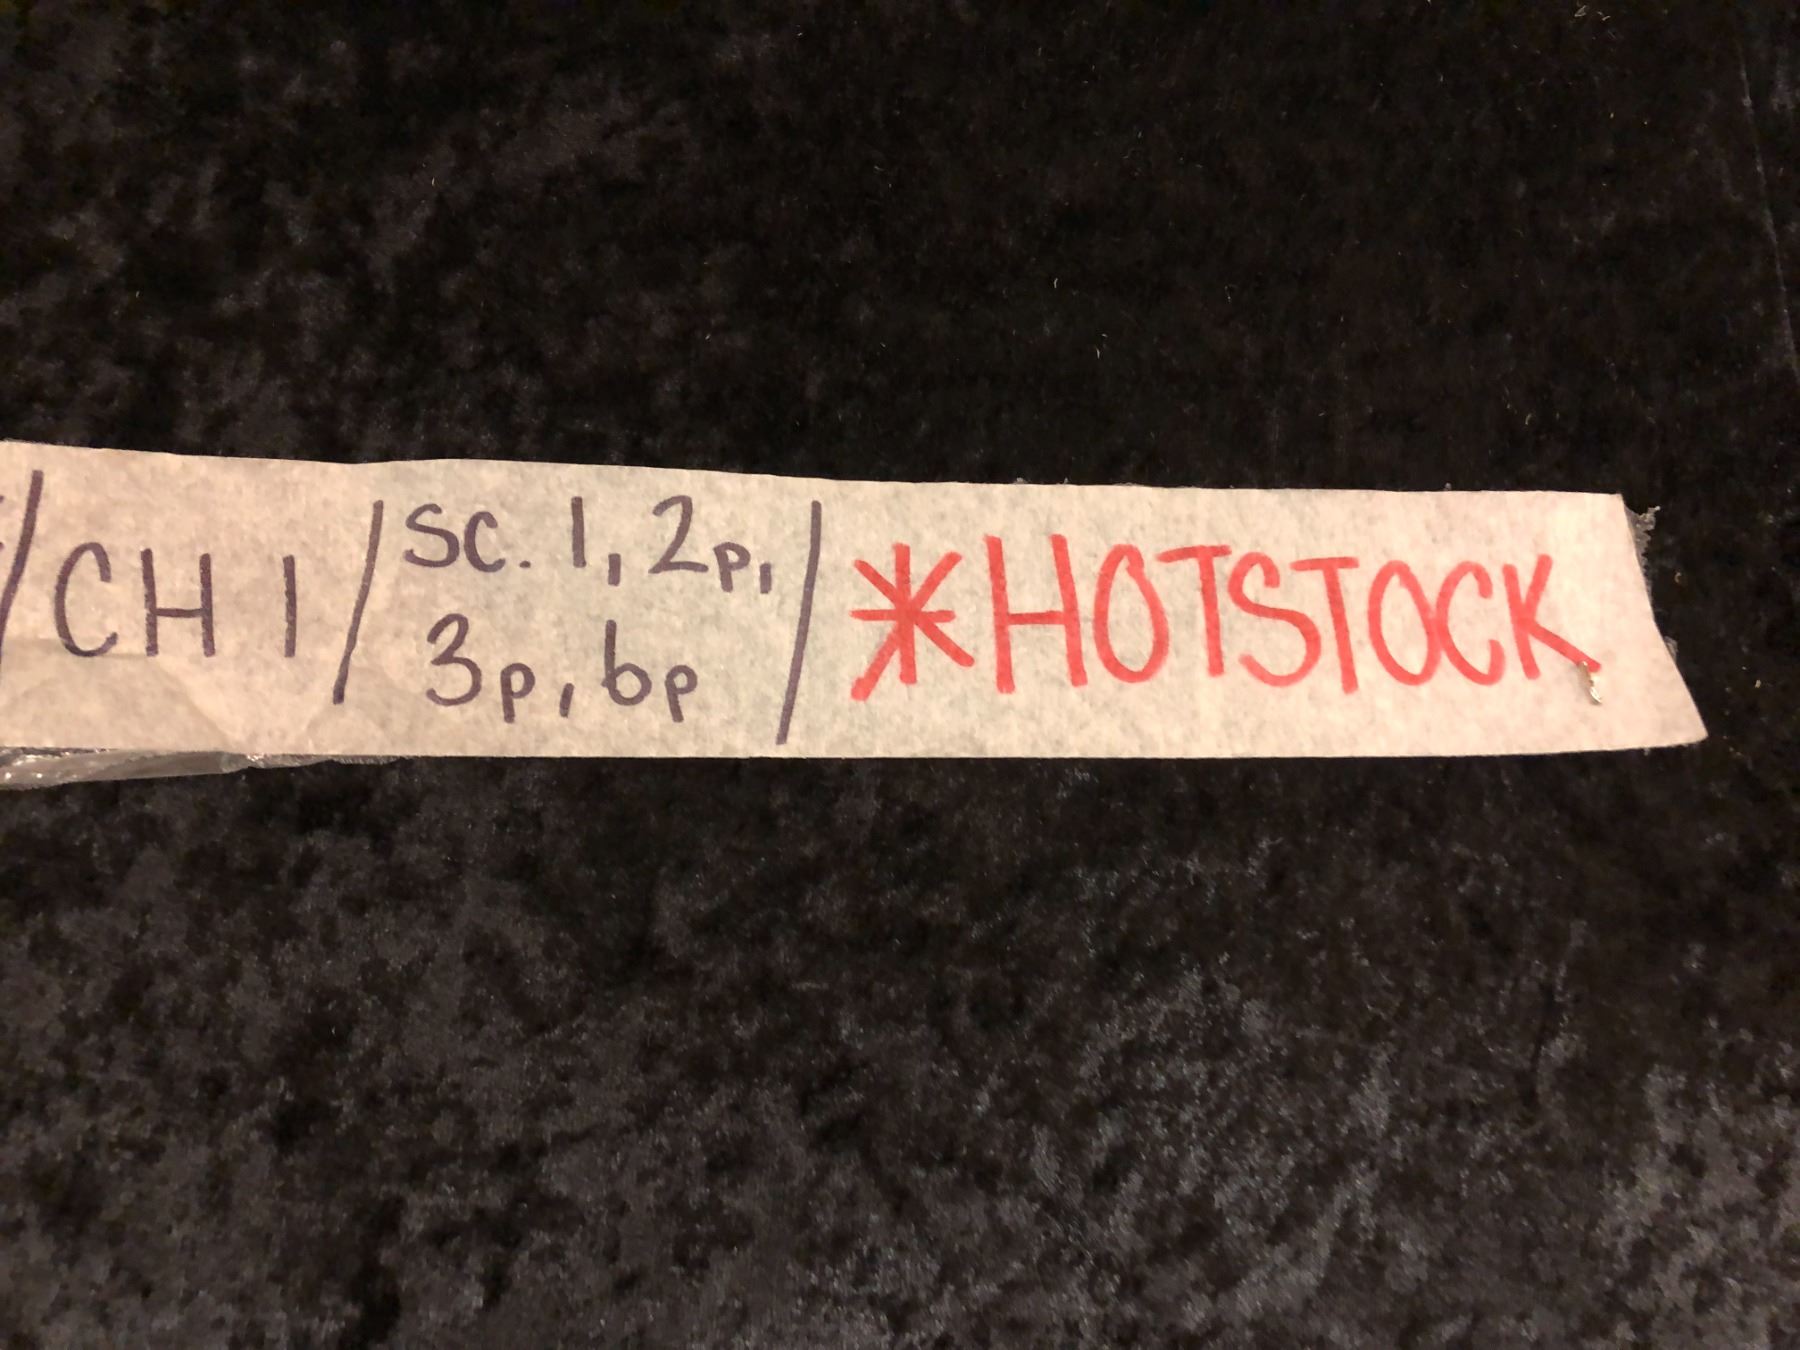 / CH 1 / SC. 1, 2p, / *HOTSTOCK
3p, 6p